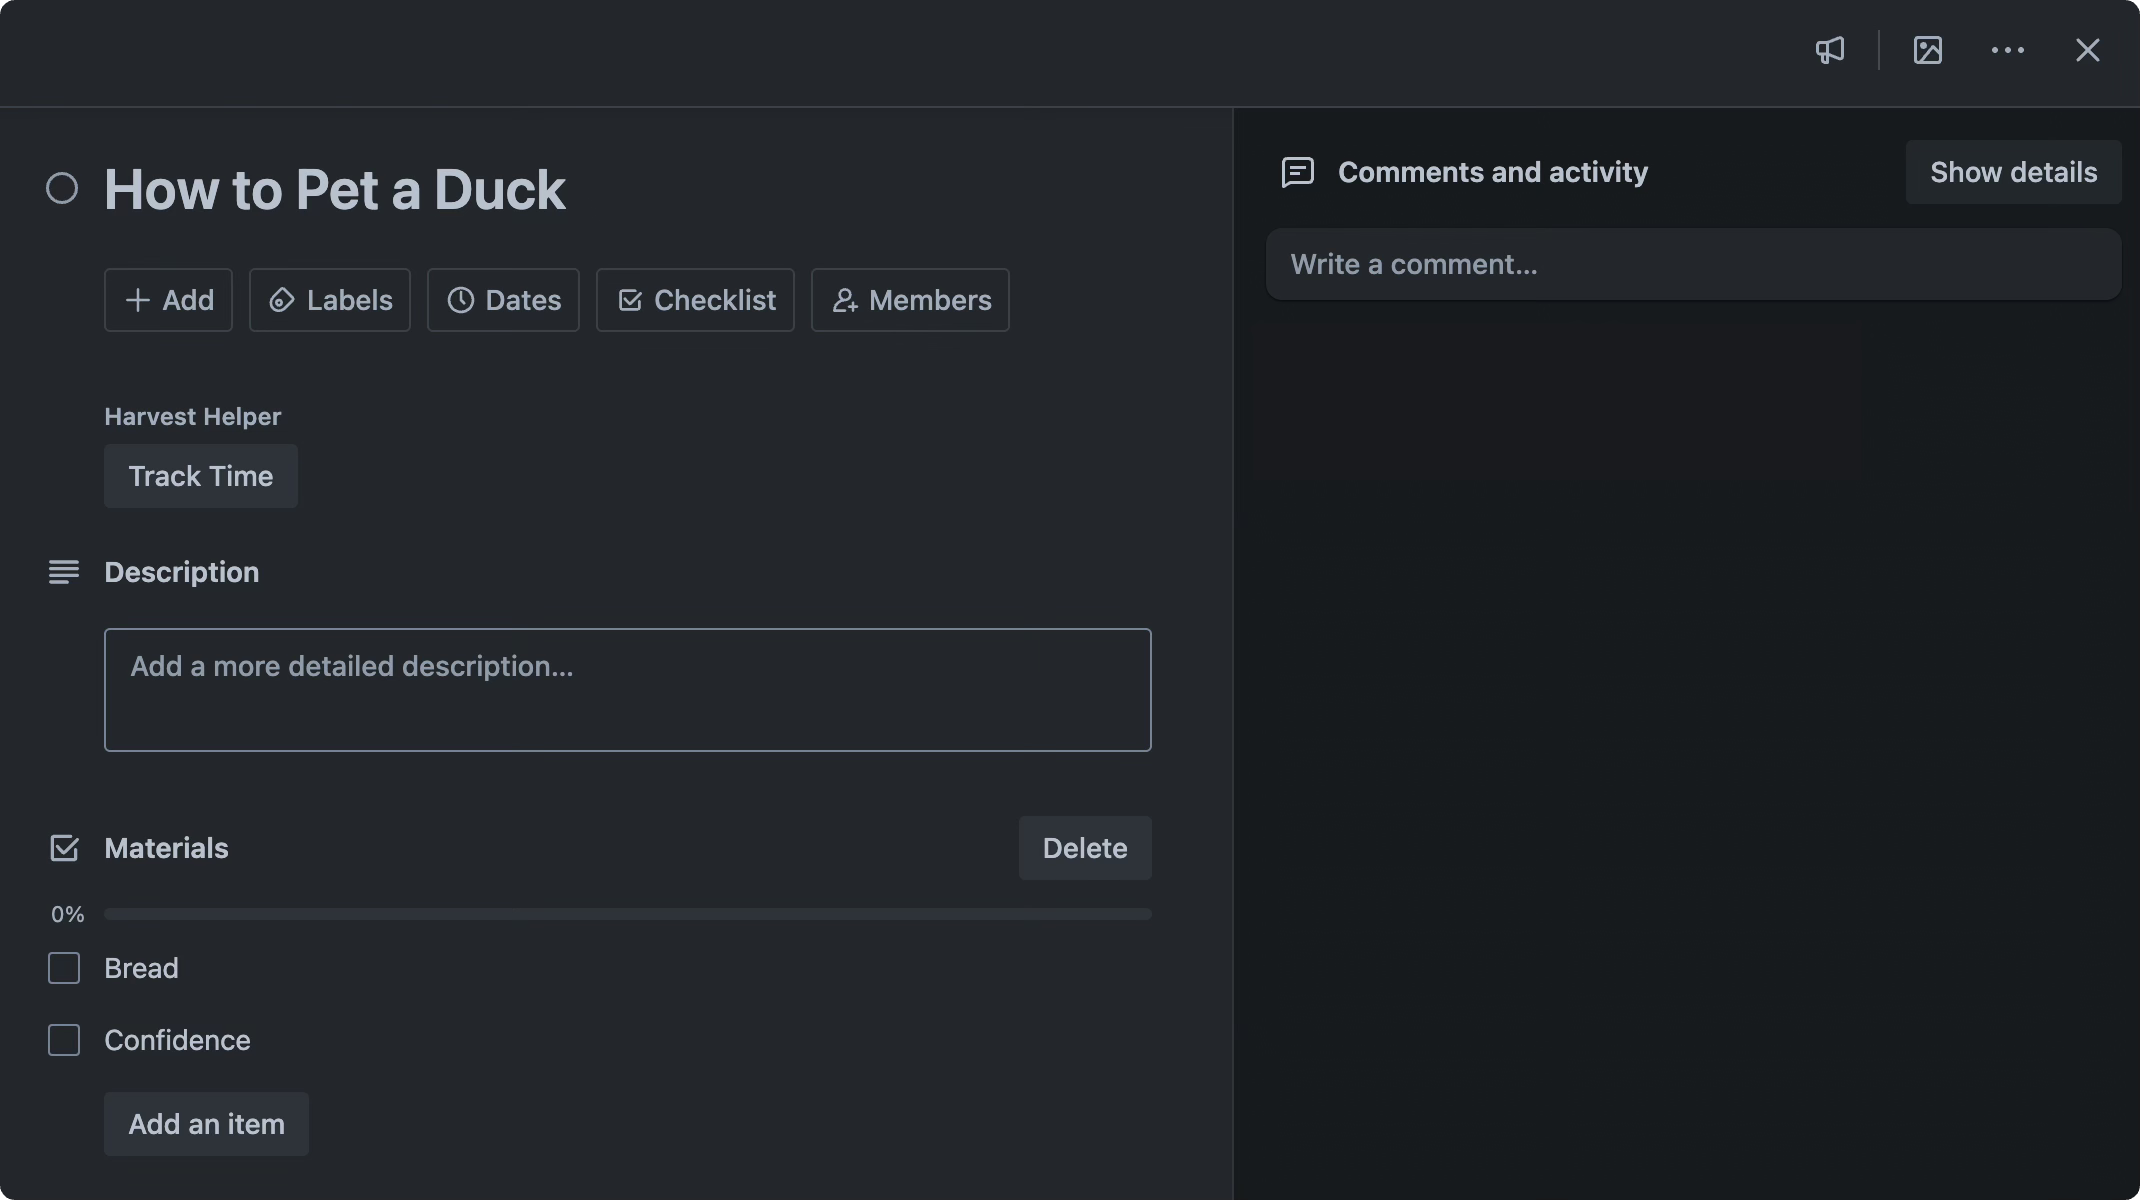 How to Pet a Duck
Add
Labels
Dates
Checklist
Members
Harvest Helper
Track Time
Description
Add a more detailed description...
Materials
Delete
0%
Bread
Confidence
Add an item
Comments and activity
Show details
Write a comment...